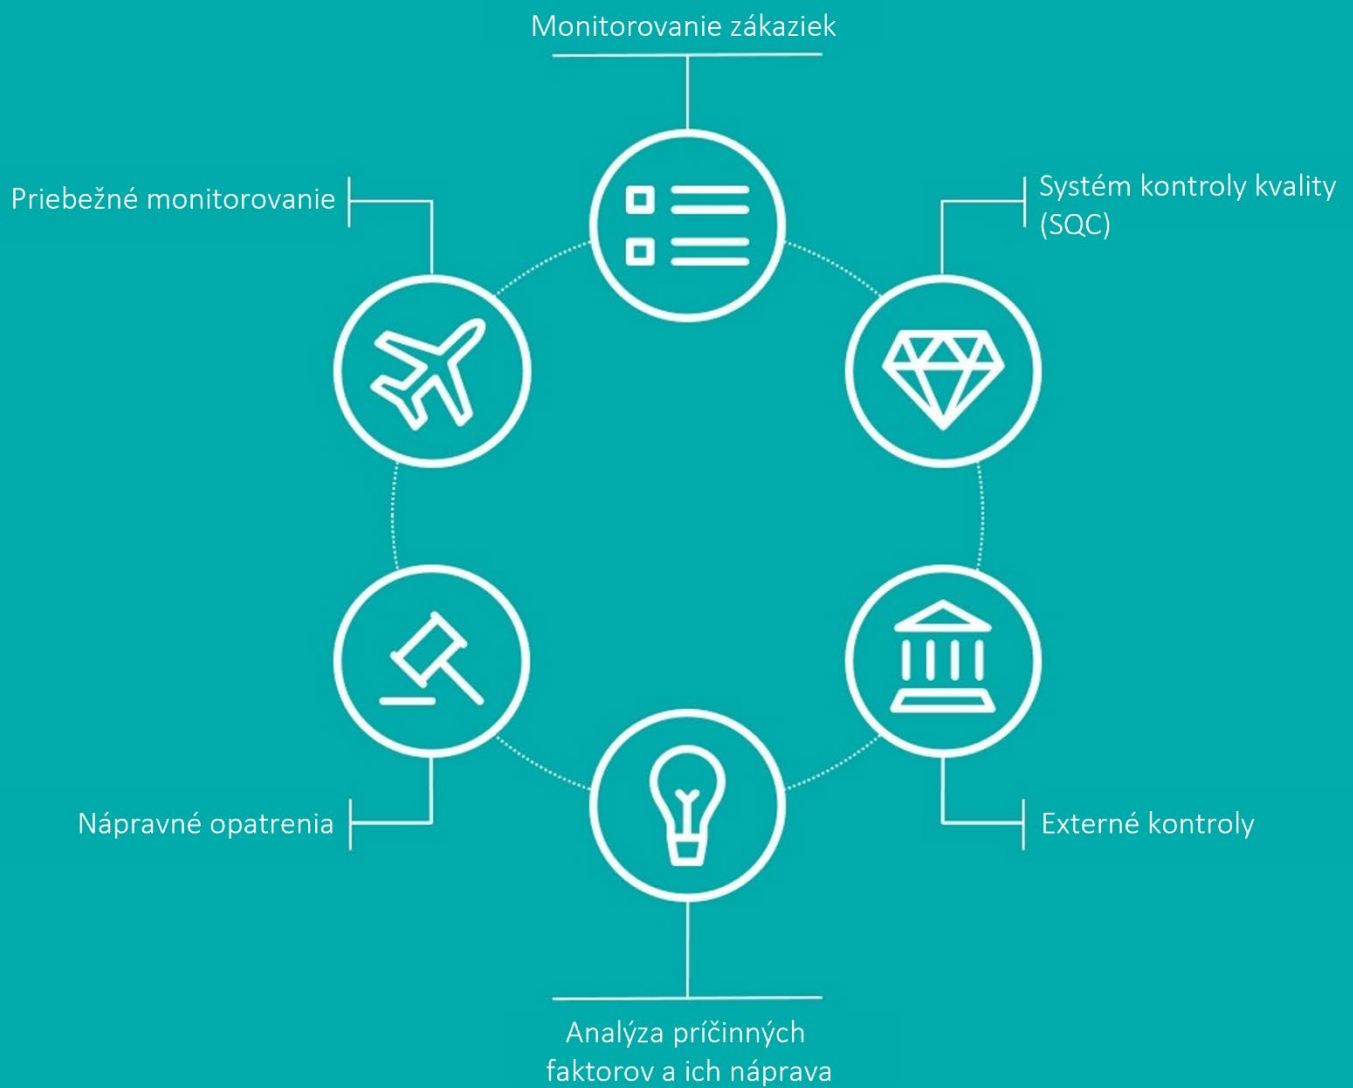 Monitorovanie zákaziek
Priebežné monitorovanie
Systém kontroly kvality
(SQC)
Nápravné opatrenia
Externé kontroly
Analýza príčinných
faktorov a ich náprava